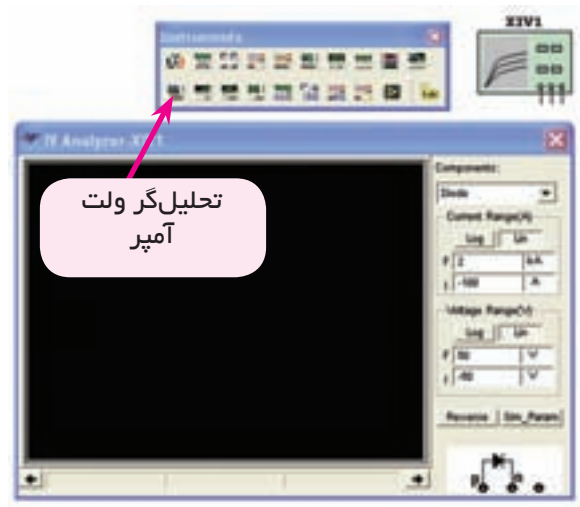 XIV1
Instruments
IV Analyzer-XIV1
تحلیل‌گر ولت
آمپر
Components:
Diode
Current Range(A)
Log Lin
F 2 kA
I -100 A
Voltage Range(V)
Log Lin
F 50 V
I -50 V
Reverse Sim_Param